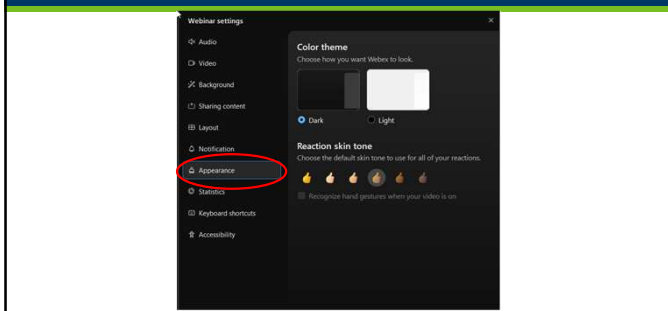 Webinar settings
Audio
Video
Background
Sharing content
Layout
Notification
Appearance
Statistics
Keyboard shortcuts
Accessibility
Color theme
Choose how you want Webex to look.
Dark
Light
Reaction skin tone
Choose the default skin tone to use for all of your reactions.
Recognize hand gestures when your video is on